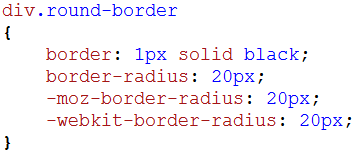 div.round-border
{
    border: 1px solid black;
    border-radius: 20px;
    -moz-border-radius: 20px;
    -webkit-border-radius: 20px;
}